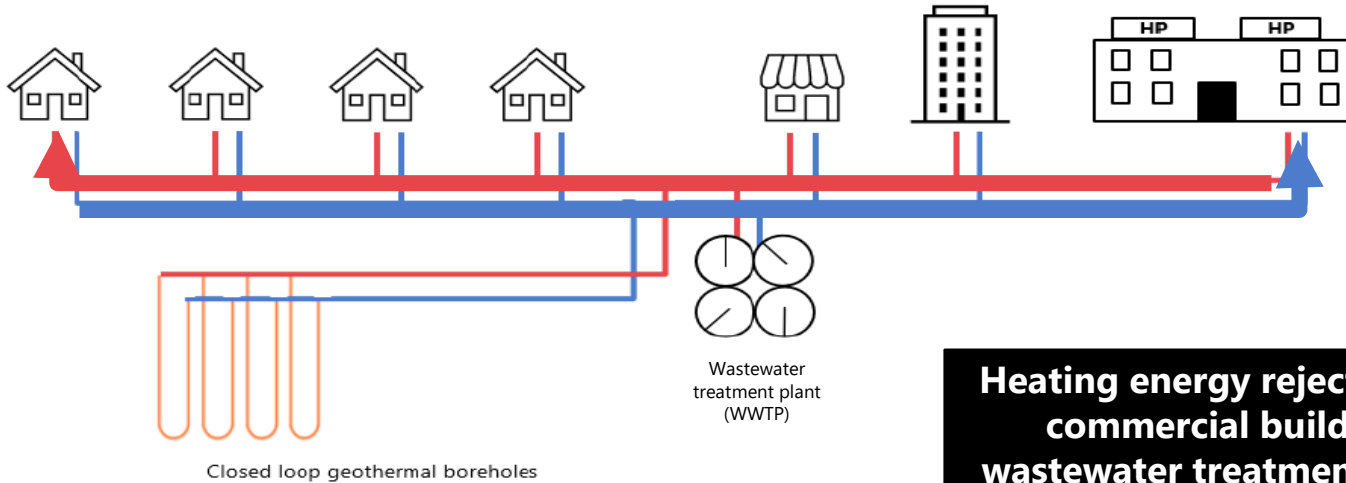 HP
HP
Wastewater
treatment plant
(WWTP)
Closed loop geothermal boreholes
Heating energy reject
commercial build
wastewater treatmen